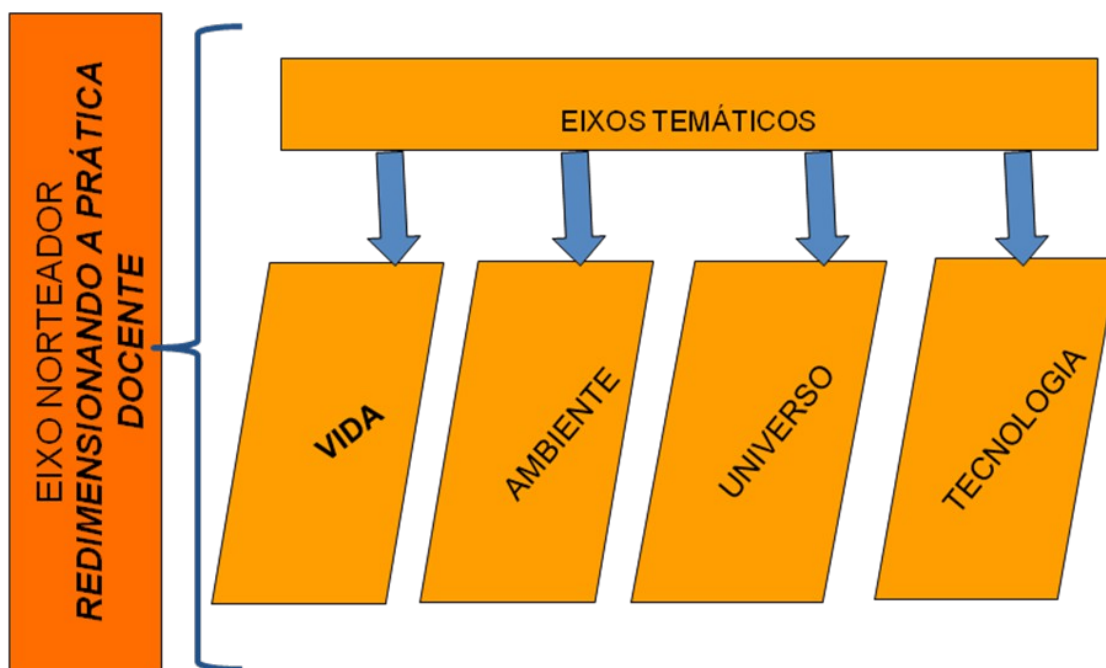 EIXO NORTEADOR
REDIMENSIONANDO A PRÁTICA
DOCENTE
EIXOS TEMÁTICOS
VIDA
AMBIENTE
UNIVERSO
TECNOLOGIA